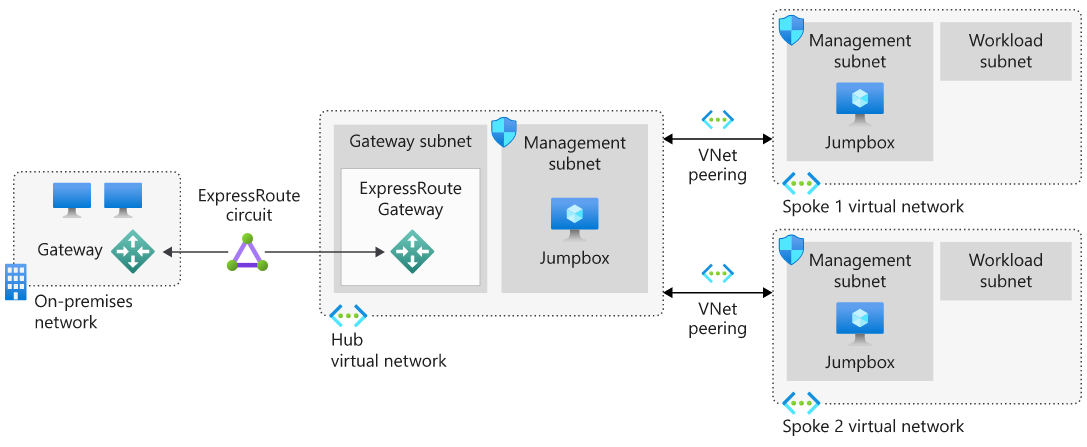 Gateway
On-premises
network
ExpressRoute
circuit
Gateway subnet
ExpressRoute
Gateway
Management
subnet
Jumpbox
Hub
virtual network
VNet
peering
VNet
peering
Management
subnet
Jumpbox
Workload
subnet
Spoke 1 virtual network
Management
subnet
Jumpbox
Workload
subnet
Spoke 2 virtual network